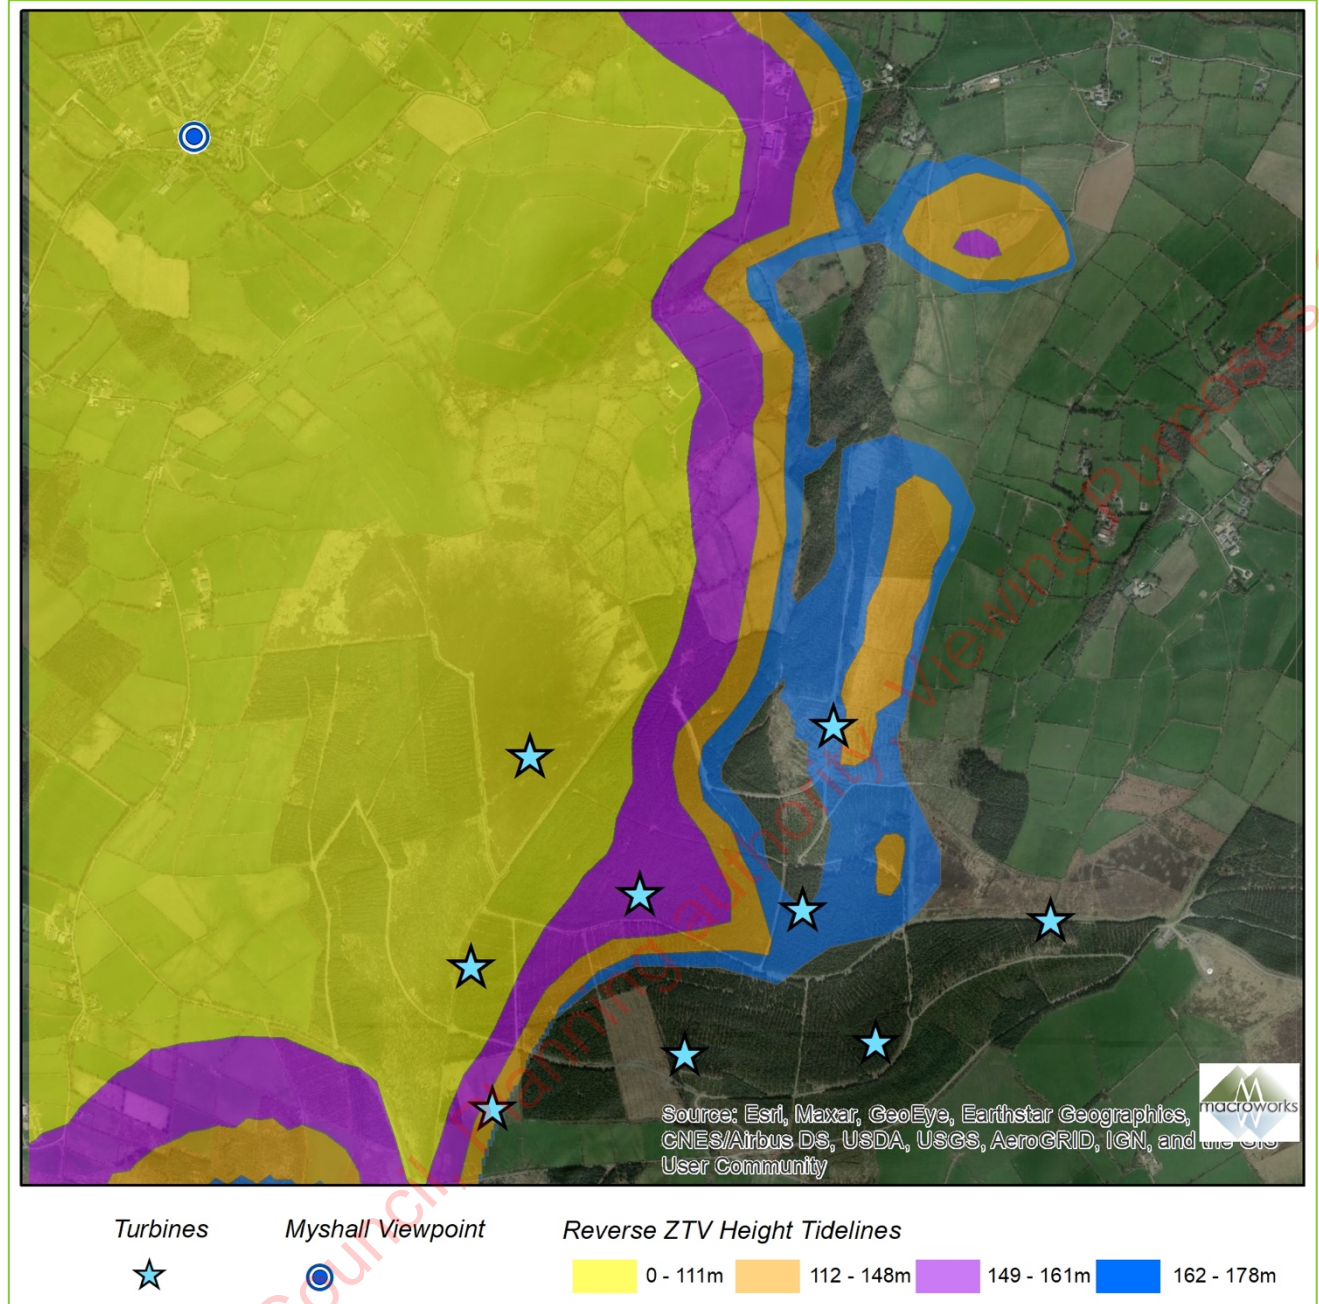 macroworks
Source: Esri, Maxar, GeoEye, Earthstar Geographics,
CNES/Airbus DS, USDA, USGS, AeroGRID, IGN, and the GIS
User Community
Council Planning authority Viewing Purposes
Turbines
Myshall Viewpoint
Reverse ZTV Height Tidelines
0 - 111m
112 - 148m
149 - 161m
162 - 178m